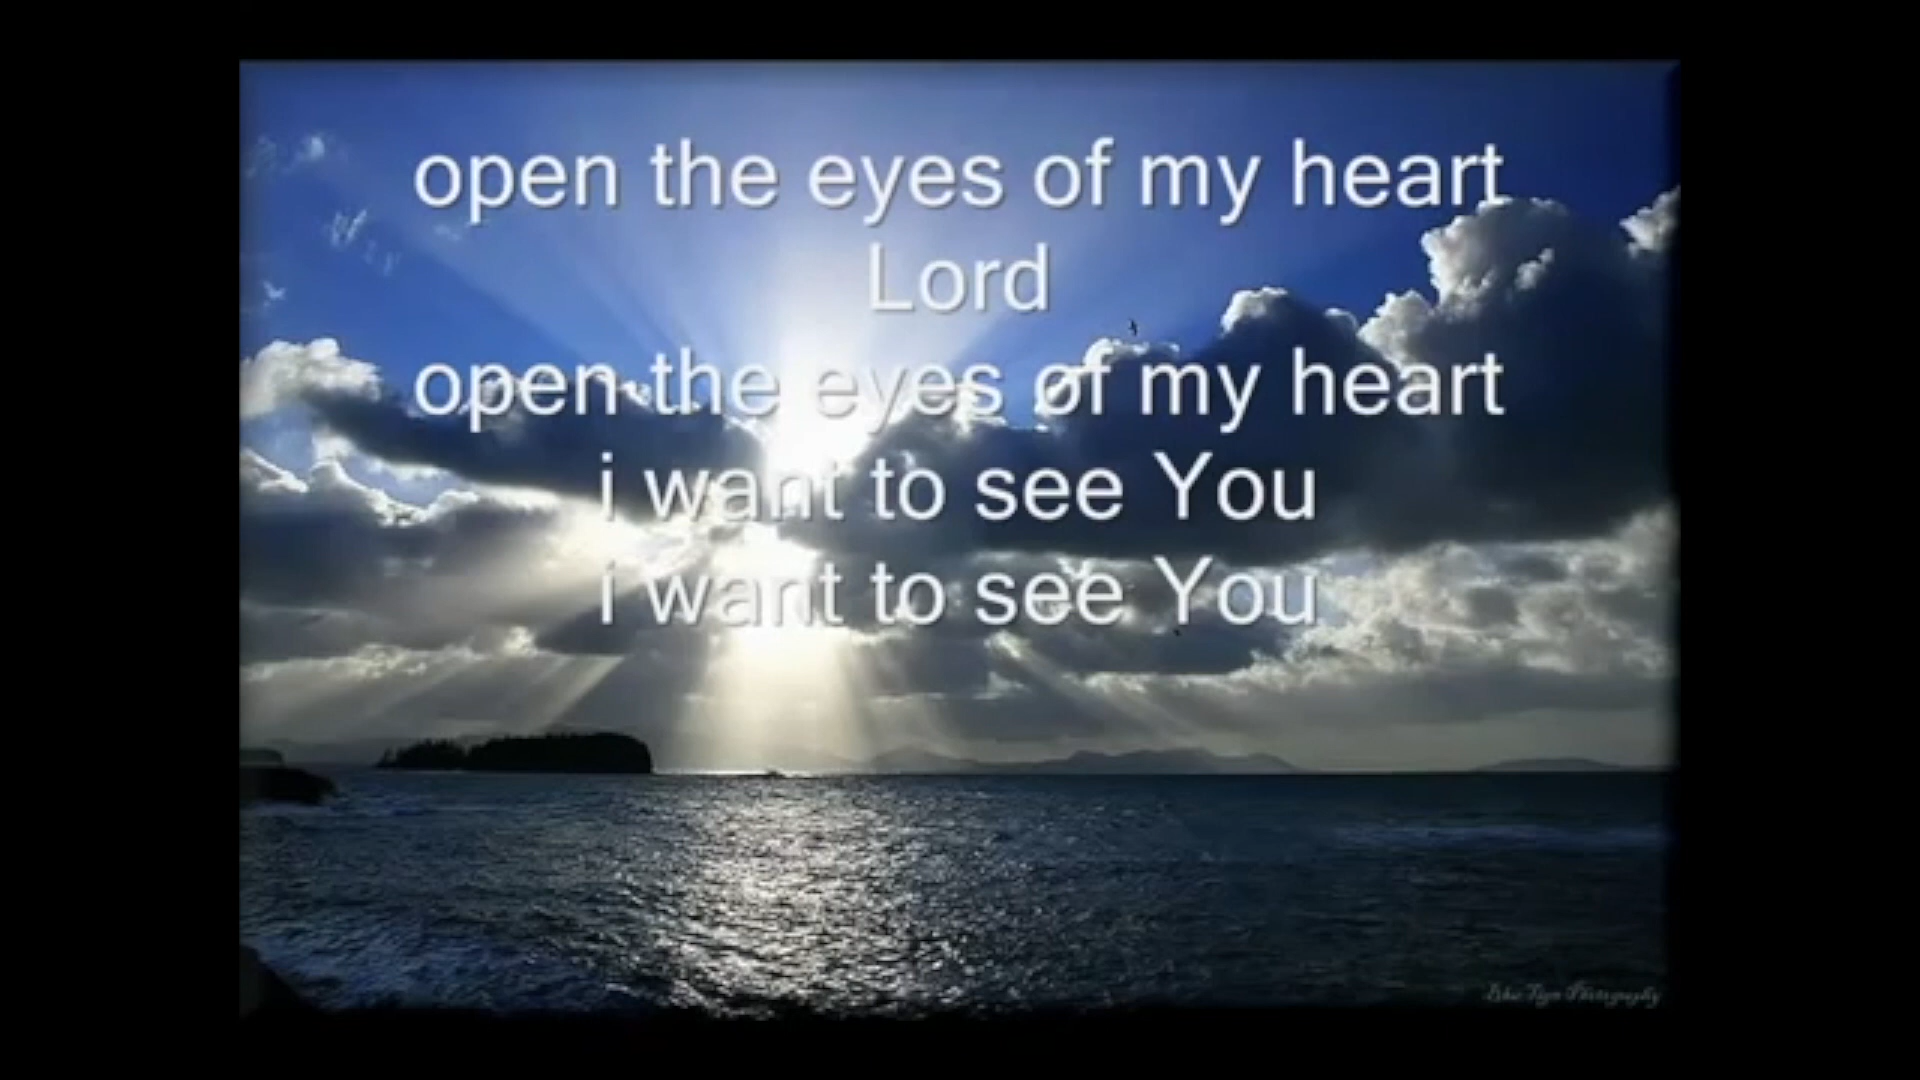 open the eyes of my heart
Lord
open the eyes of my heart
i want to see You
i want to see You
Photography